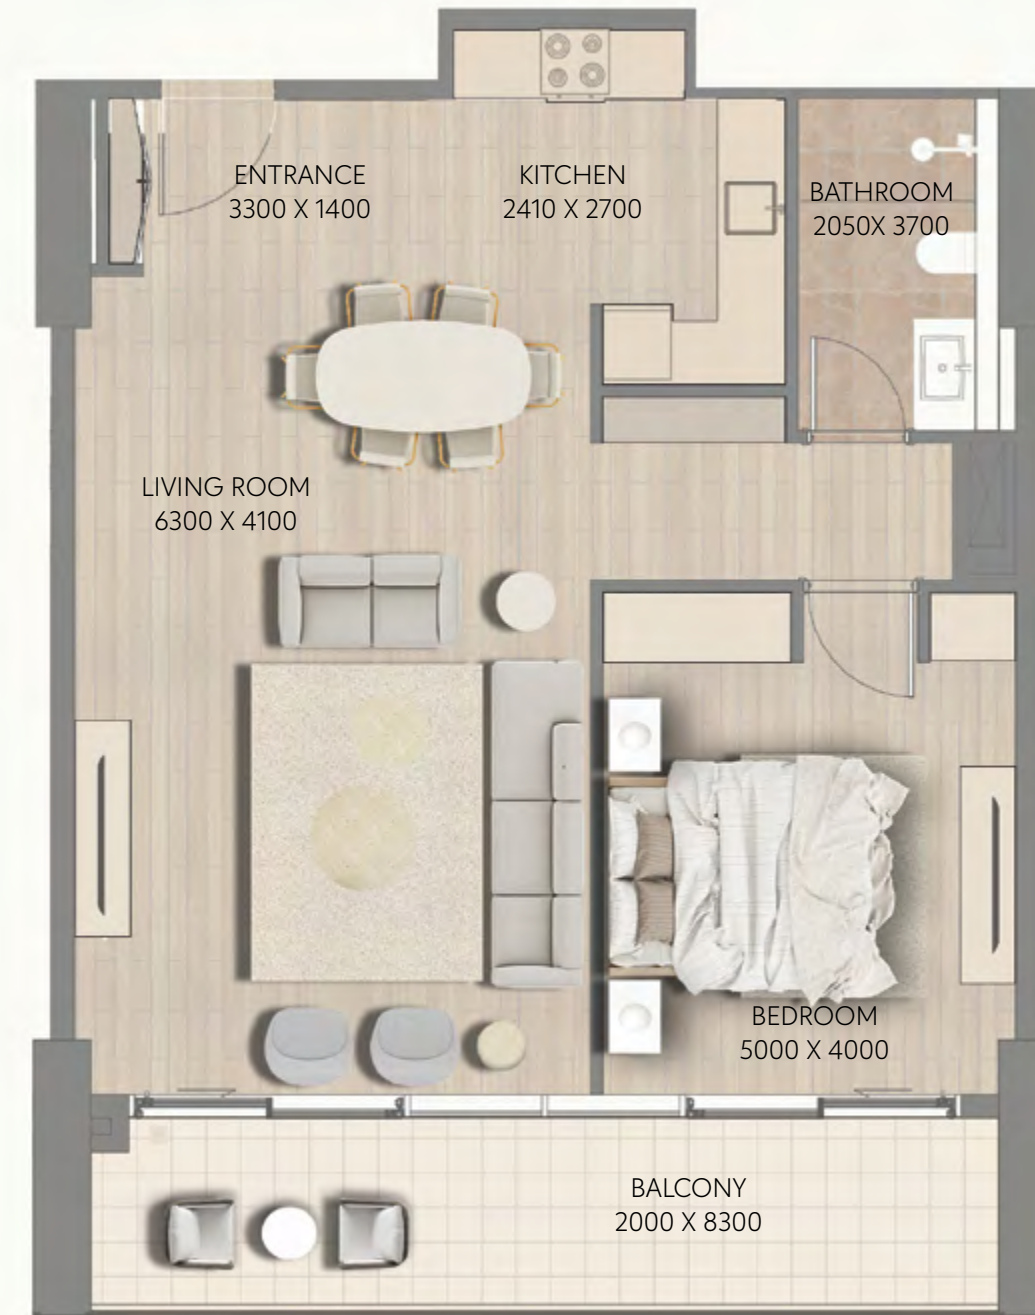 ENTRANCE
3300 X 1400
KITCHEN
2410 X 2700
BATHROOM
2050X 3700
LIVING ROOM
6300 X 4100
BEDROOM
5000 X 4000
BALCONY
2000 X 8300